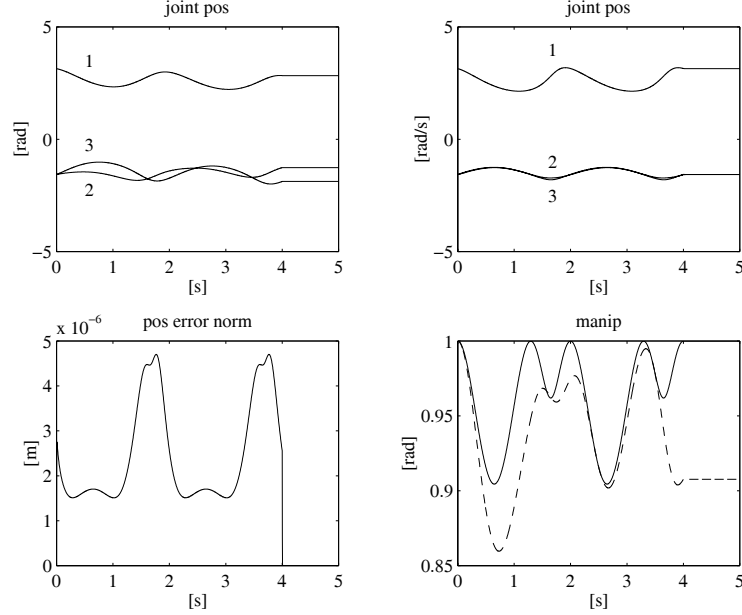 joint pos
5
0
−5
[rad]
1
3
2
0 1 2 3 4 5
[s]
joint pos
5
0
−5
[rad/s]
1
2
3
0 1 2 3 4 5
[s]
x 10⁻⁶ pos error norm
5
4
3
2
1
0
[m]
0 1 2 3 4 5
[s]
manip
1
0.95
0.9
0.85
[rad]
0 1 2 3 4 5
[s]